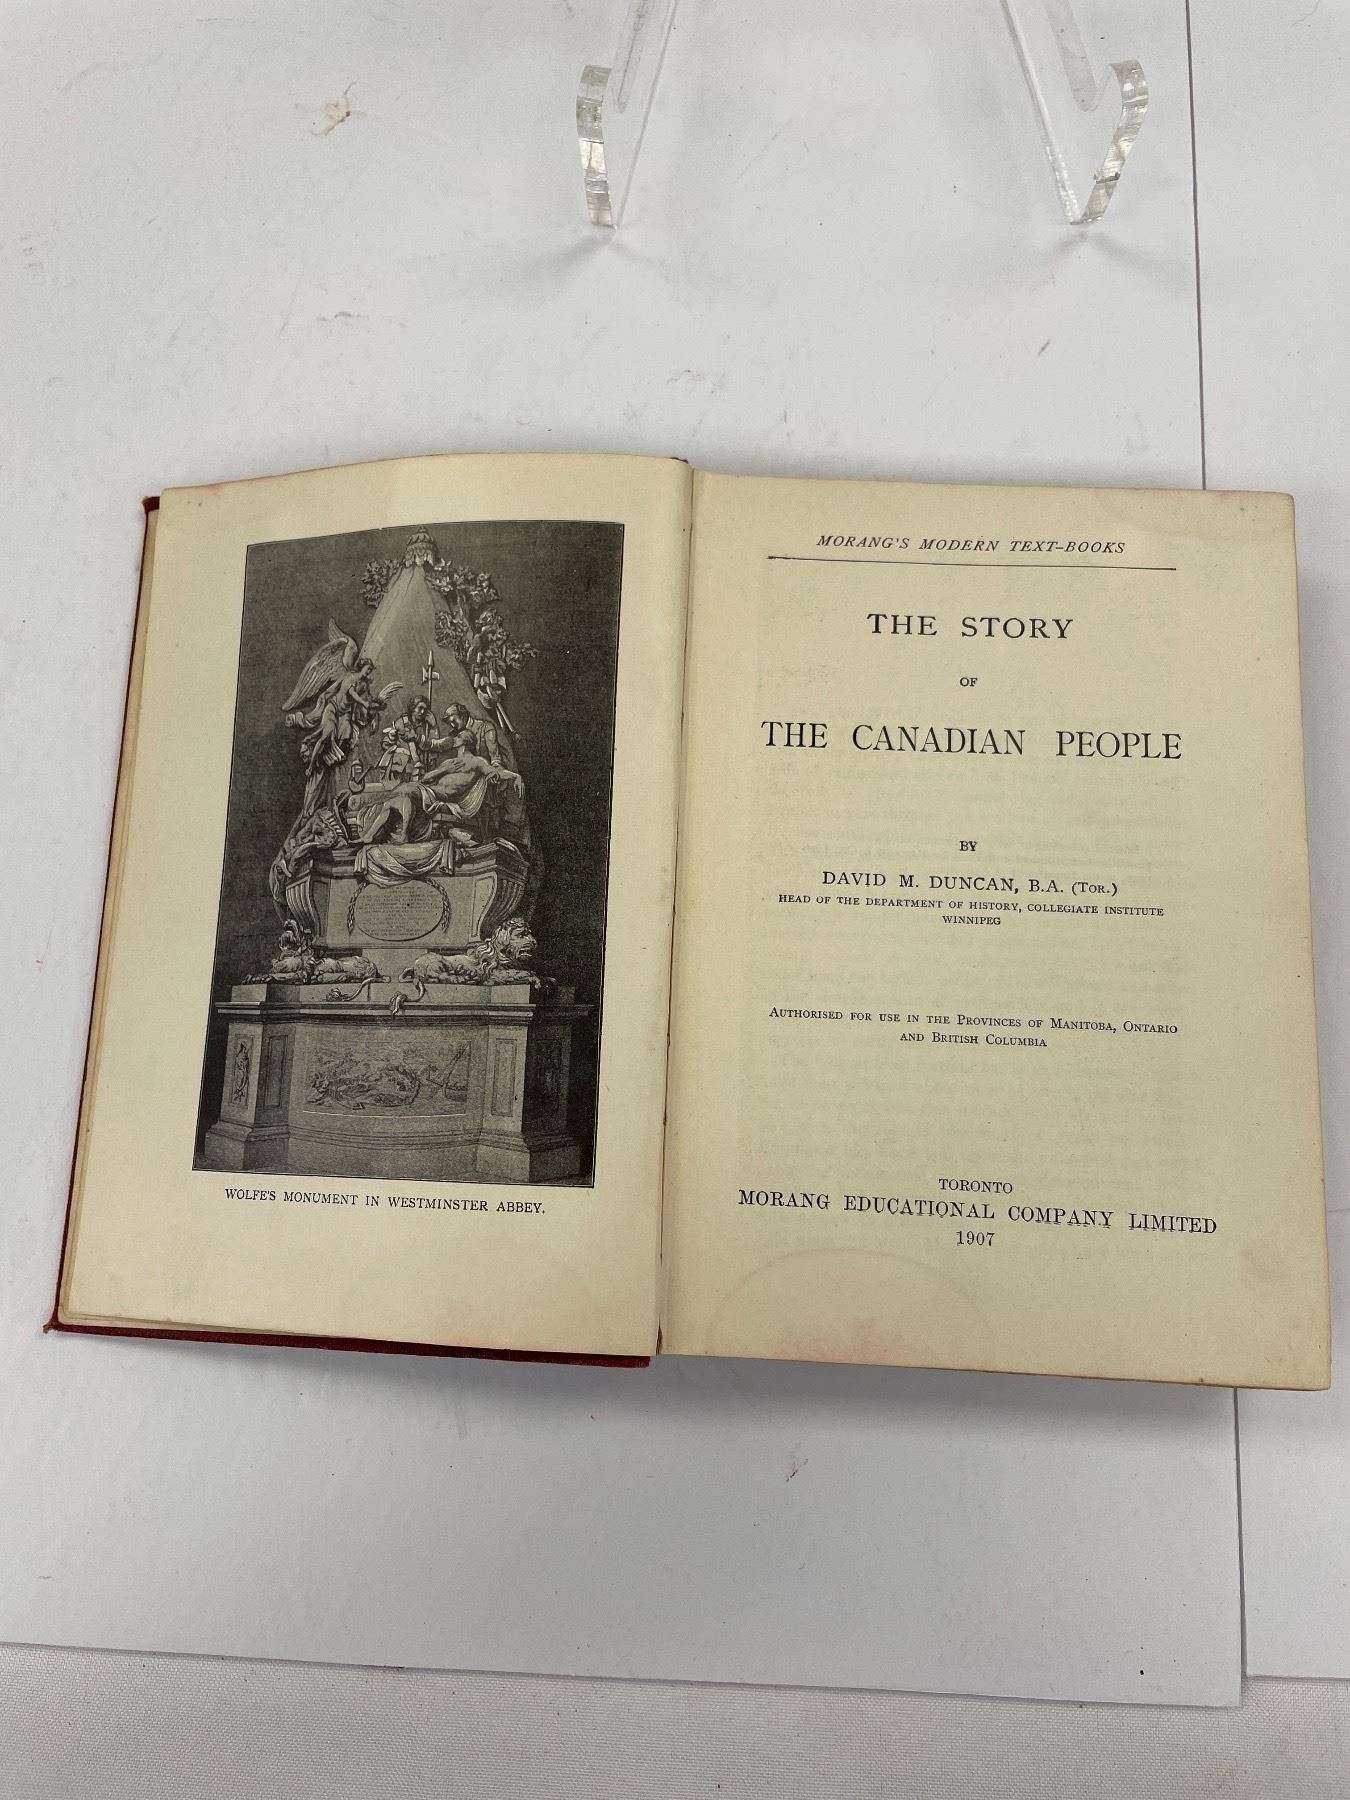 WOLFE'S MONUMENT IN WESTMINSTER ABBEY.
MORANG'S MODERN TEXT-BOOKS
THE STORY
OF
THE CANADIAN PEOPLE
BY
DAVID M. DUNCAN, B.A. (TOR.)
HEAD OF THE DEPARTMENT OF HISTORY, COLLEGIATE INSTITUTE
WINNIPEG
AUTHORISED FOR USE IN THE PROVINCES OF MANITOBA, ONTARIO
AND BRITISH COLUMBIA
TORONTO
MORANG EDUCATIONAL COMPANY LIMITED
1907